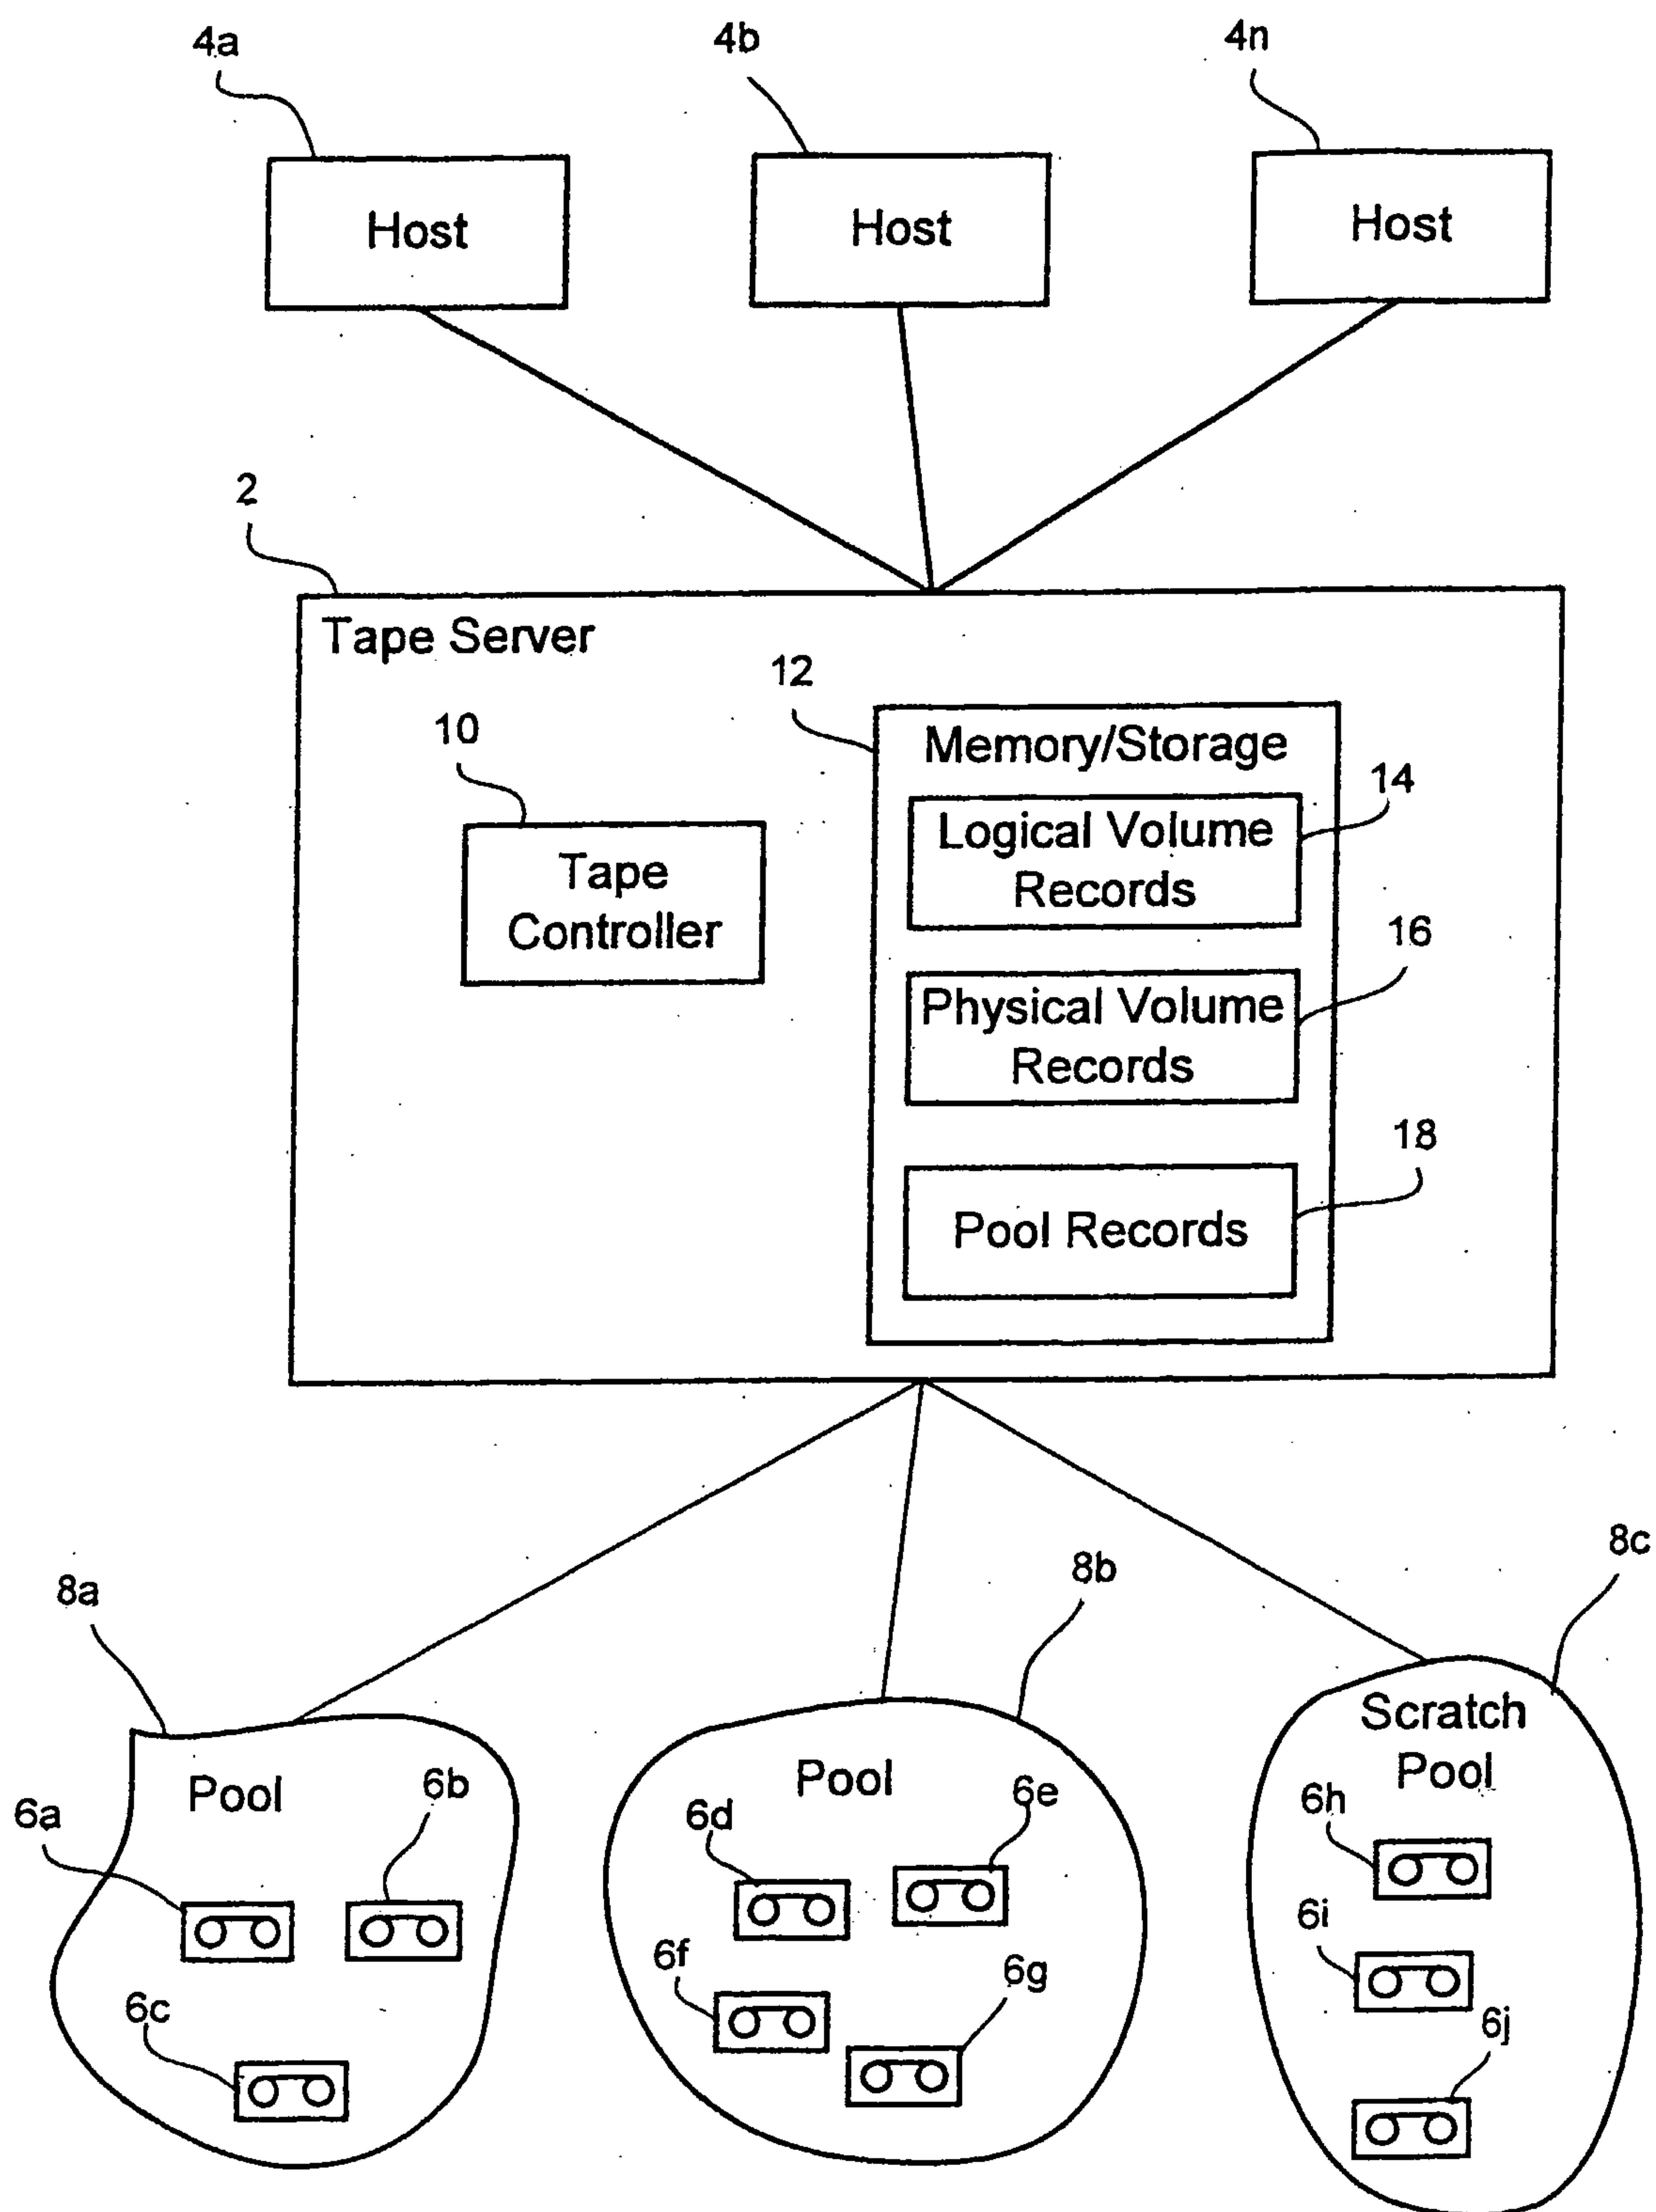 4a
4b
4n
Host
Host
Host
2
Tape Server
12
10
Memory/Storage
14
Logical Volume
Records
Tape
Controller
16
Physical Volume
Records
18
Pool Records
8a
8b
8c
Scratch
Pool
Pool
Pool
6a
6b
6c
6d
6e
6f
6g
6h
6i
6j